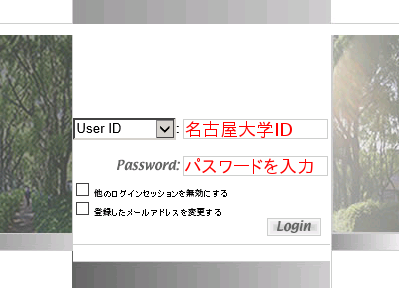 User ID : 名古屋大学ID
Password: パスワードを入力
他のログインセッションを無効にする
登録したメールアドレスを変更する
Login